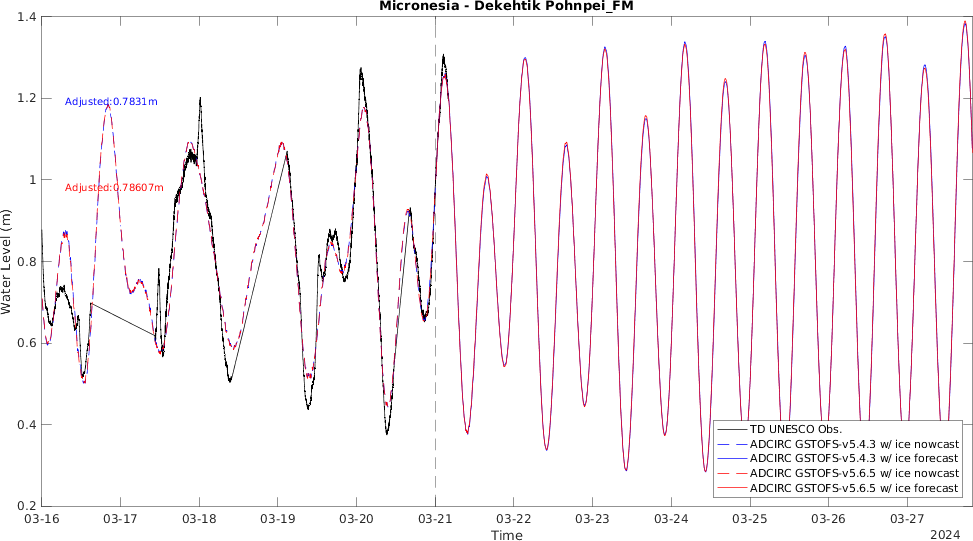 Micronesia - Dekehtik Pohnpei_FM
1.4
1.2
1
0.8
0.6
0.4
0.2
Water Level (m)
Adjusted:0.7831m
Adjusted:0.78607m
TD UNESCO Obs.
ADCIRC GSTOFS-v5.4.3 w/ ice nowcast
ADCIRC GSTOFS-v5.4.3 w/ ice forecast
ADCIRC GSTOFS-v5.6.5 w/ ice nowcast
ADCIRC GSTOFS-v5.6.5 w/ ice forecast
03-16 03-17 03-18 03-19 03-20 03-21 03-22 03-23 03-24 03-25 03-26 03-27
Time
2024